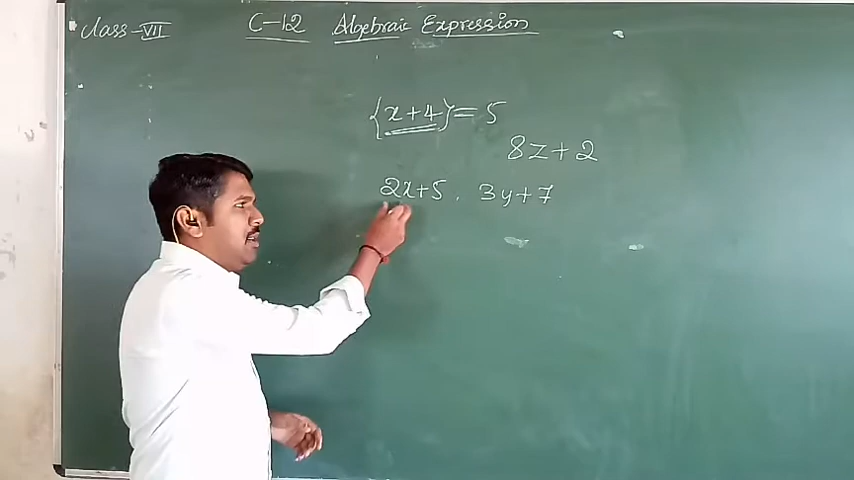 Class-VII C-12 Algebraic Expression
{x+4}=5
8z+2
2x+5, 3y+7